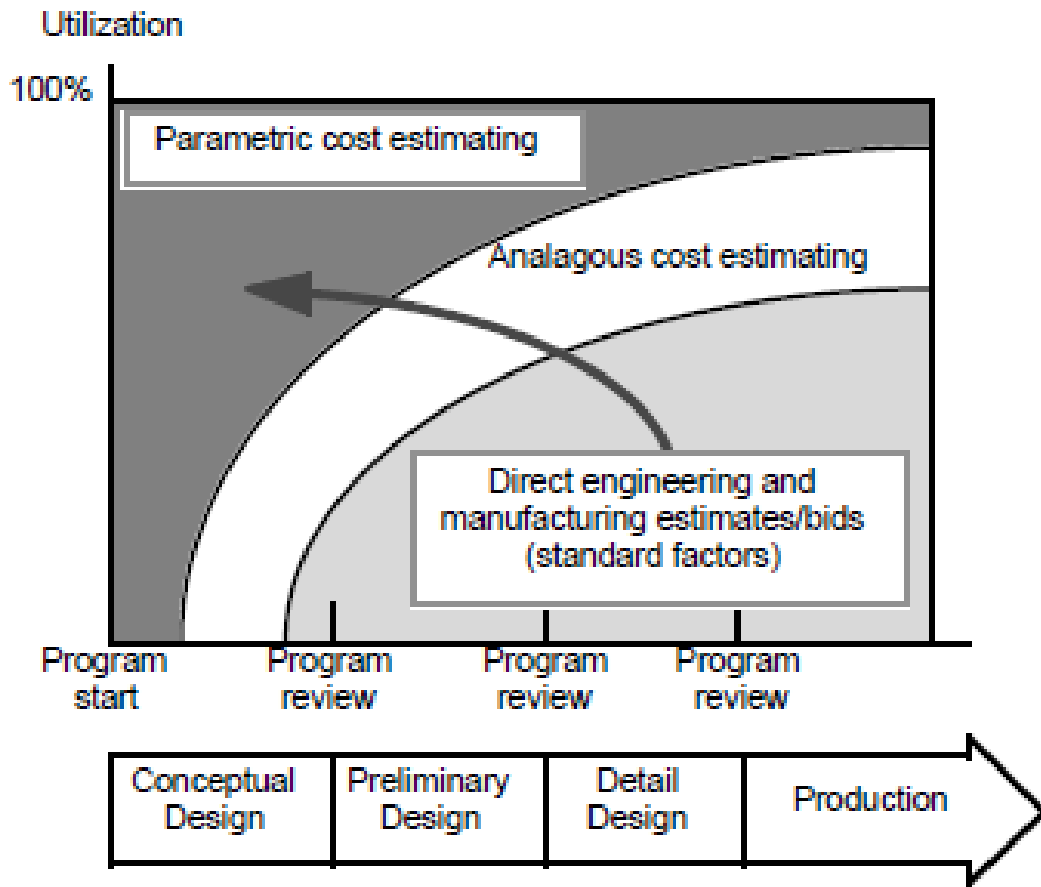 Utilization
100%
Parametric cost estimating
Analagous cost estimating
Direct engineering and
manufacturing estimates/bids
(standard factors)
Program
start
Program
review
Program
review
Program
review
Conceptual
Design
Preliminary
Design
Detail
Design
Production